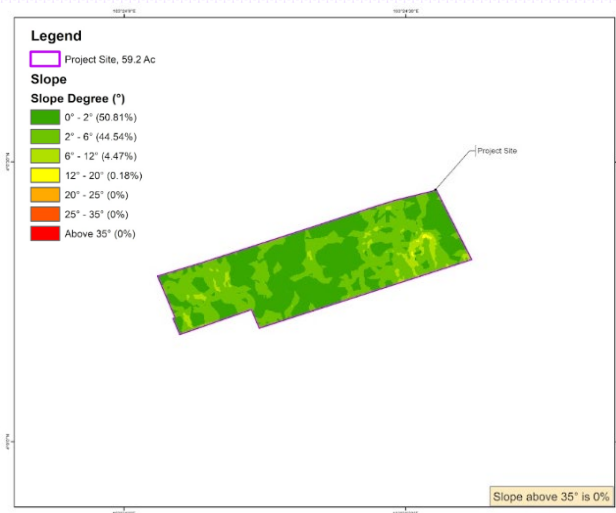 Legend
Project Site, 59.2 Ac
Slope
Slope Degree (°)
0° - 2° (50.81%)
2° - 6° (44.54%)
6° - 12° (4.47%)
12° - 20° (0.18%)
20° - 25° (0%)
25° - 35° (0%)
Above 35° (0%)
Project Site
Slope above 35° is 0%